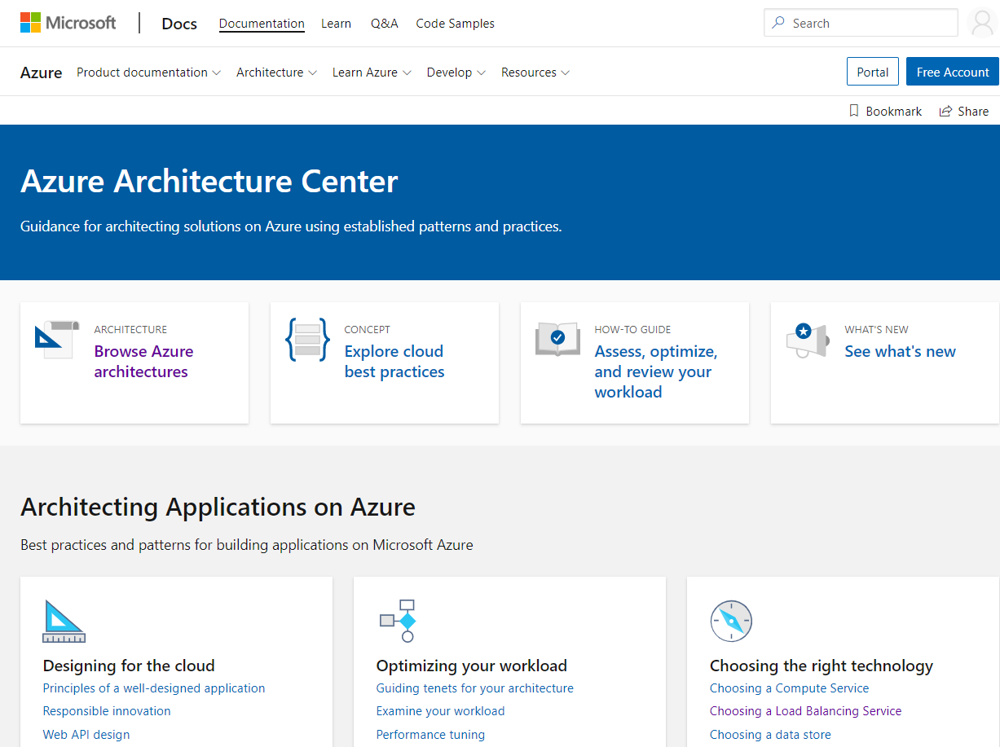 Microsoft Docs Documentation Learn Q&A Code Samples Search
Azure Product documentation Architecture Learn Azure Develop Resources Portal Free Account
Bookmark Share
Azure Architecture Center
Guidance for architecting solutions on Azure using established patterns and practices.
ARCHITECTURE
Browse Azure
architectures
CONCEPT
Explore cloud
best practices
HOW-TO GUIDE
Assess, optimize,
and review your
workload
WHAT'S NEW
See what's new
Architecting Applications on Azure
Best practices and patterns for building applications on Microsoft Azure
Designing for the cloud
Principles of a well-designed application
Responsible innovation
Web API design
Optimizing your workload
Guiding tenets for your architecture
Examine your workload
Performance tuning
Choosing the right technology
Choosing a Compute Service
Choosing a Load Balancing Service
Choosing a data store